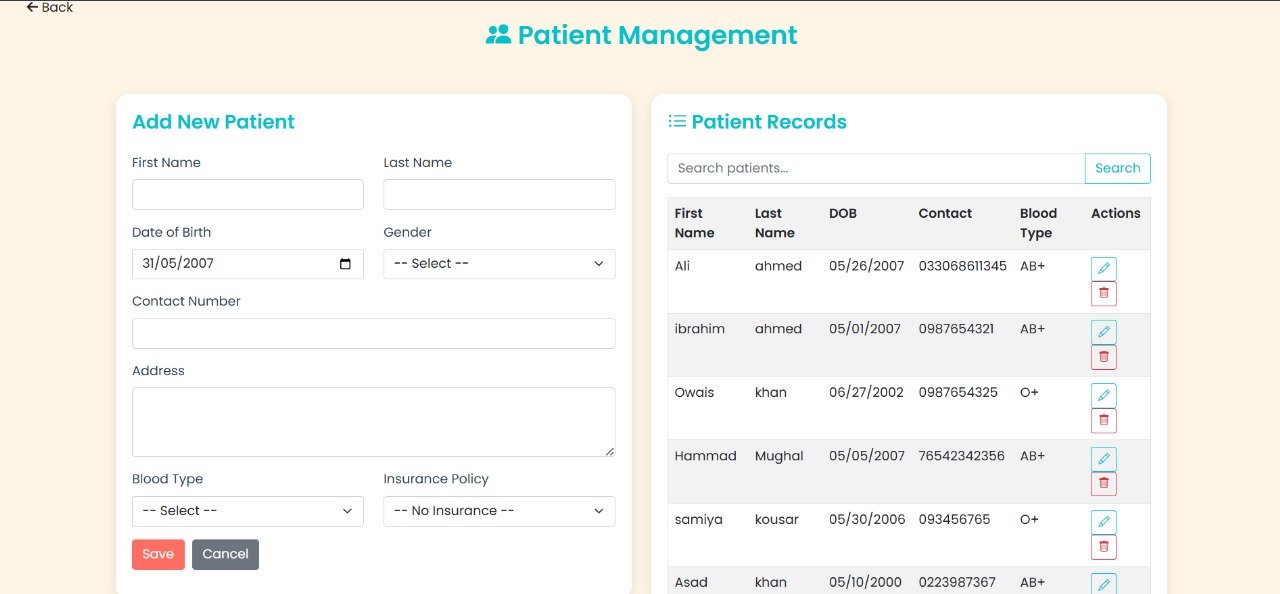 Back
Patient Management
Add New Patient
First Name Last Name
Date of Birth Gender
31/05/2007 -- Select --
Contact Number
Address
Blood Type Insurance Policy
-- Select -- -- No Insurance --
Save Cancel
Patient Records
Search patients... Search
First Name Last Name DOB Contact Blood Type Actions
Ali ahmed 05/26/2007 033068611345 AB+
ibrahim ahmed 05/01/2007 0987654321 AB+
Owais khan 06/27/2002 0987654325 O+
Hammad Mughal 05/05/2007 76542342356 AB+
samiya kousar 05/30/2006 093456765 O+
Asad khan 05/10/2000 0223987367 AB+